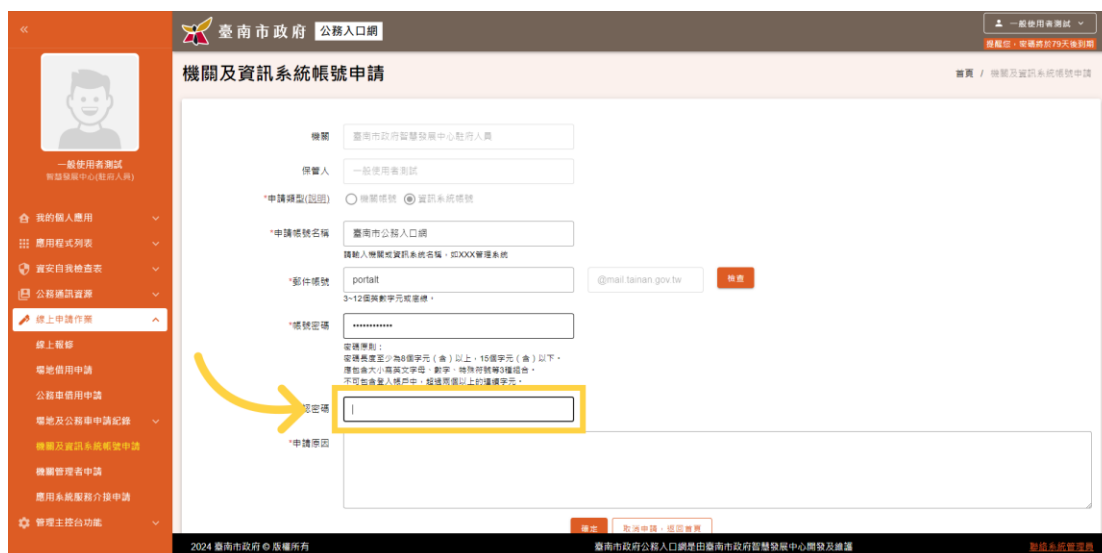 «
臺南市政府 公務入口網
一般使用者測試
提醒您，密碼將於79天後到期
機關及資訊系統帳號申請
首頁 / 機關及資訊系統帳號申請
一般使用者測試
智慧發展中心(駐府人員)
我的個人應用
應用程式列表
資安自我檢查表
公務通訊資源
線上申請作業
線上報修
場地借用申請
公務車借用申請
場地及公務車申請紀錄
機關及資訊系統帳號申請
機關管理者申請
應用系統服務介接申請
管理主控台功能
機關 臺南市政府智慧發展中心駐府人員
保管人 一般使用者測試
*申請類型(說明) 機關帳號 資訊系統帳號
*申請帳號名稱 臺南市公務入口網
請輸入機關或資訊系統名稱，如XXX管理系統
*郵件帳號 portalt @mail.tainan.gov.tw 檢查
3~12個英數字元或底線。
*帳號密碼 ••••••••••••
密碼原則：
密碼長度至少為8個字元（含）以上，15個字元（含）以下。
應包含大小寫英文字母、數字、特殊符號等3種組合。
不可包含登入帳戶中，超過兩個以上的連續字元。
認密碼
*申請原因
確定 取消申請，返回首頁
2024 臺南市政府 © 版權所有 臺南市政府公務入口網是由臺南市政府智慧發展中心開發及維護 聯絡系統管理員